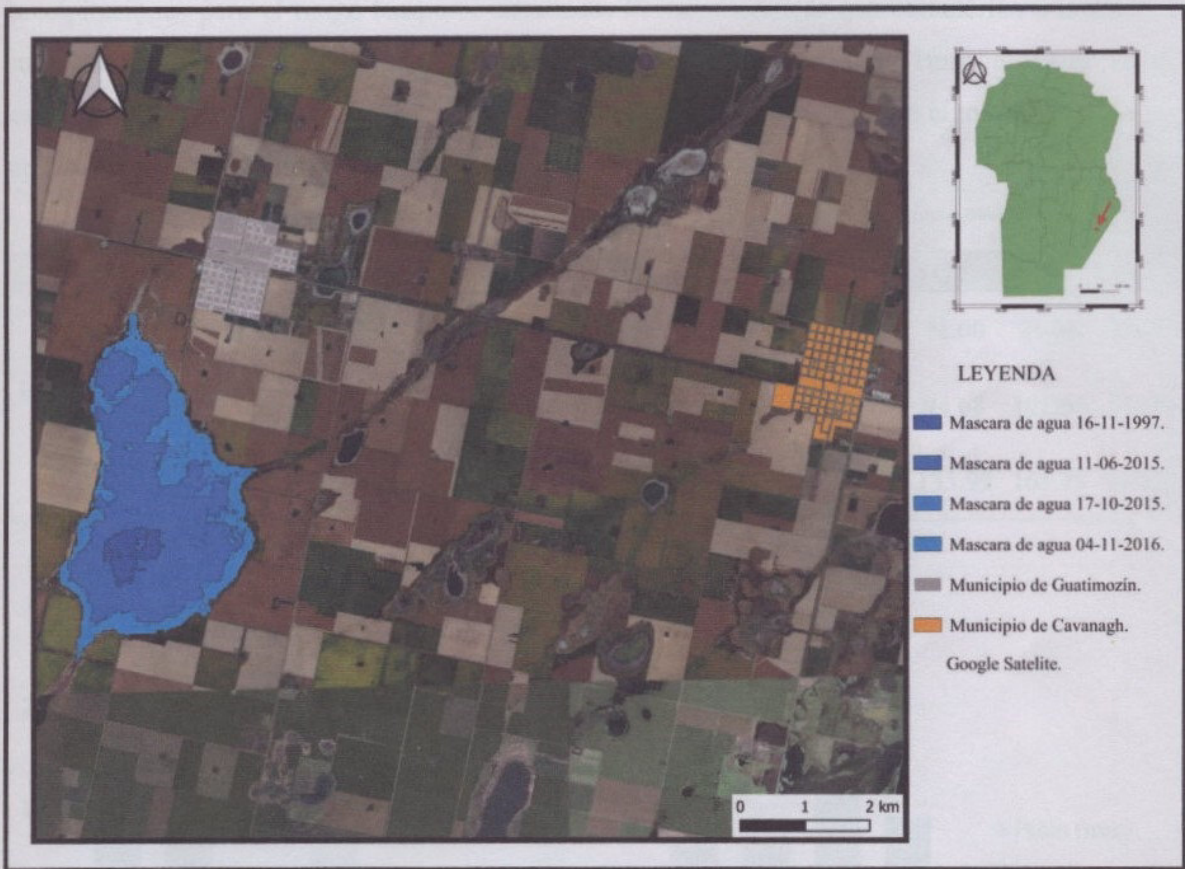 LEYENDA
Mascara de agua 16-11-1997.
Mascara de agua 11-06-2015.
Mascara de agua 17-10-2015.
Mascara de agua 04-11-2016.
Municipio de Guatimozín.
Municipio de Cavanagh.
Google Satelite.
0 1 2 km